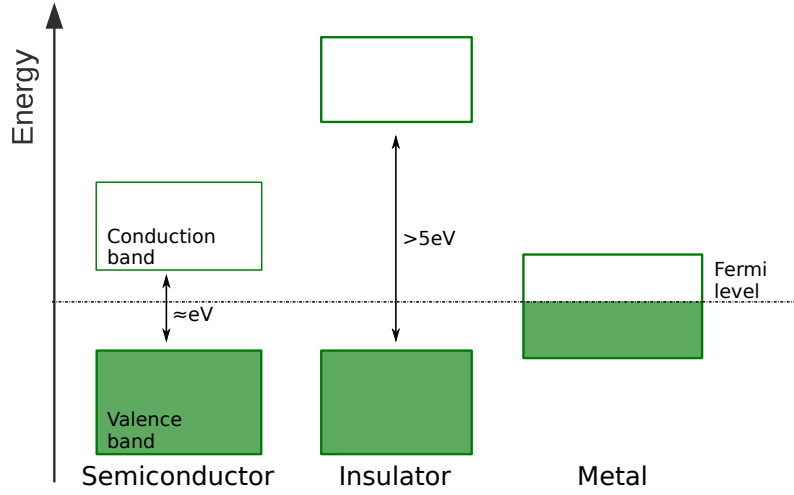 Energy
Conduction
band
≈eV
>5eV
Fermi
level
Valence
band
Semiconductor
Insulator
Metal